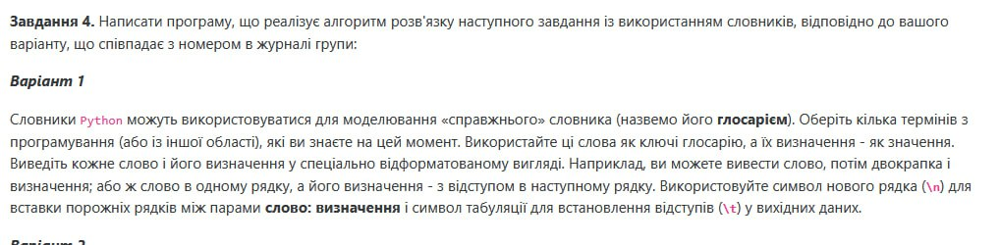 Завдання 4. Написати програму, що реалізує алгоритм розв'язку наступного завдання із використанням словників, відповідно до вашого
варіанту, що співпадає з номером в журналі групи:
Варіант 1
Словники Python можуть використовуватися для моделювання «справжнього» словника (назвемо його глосарієм). Оберіть кілька термінів з
програмування (або із іншої області), які ви знаєте на цей момент. Використайте ці слова як ключі глосарію, а їх визначення - як значення.
Виведіть кожне слово і його визначення у спеціально відформатованому вигляді. Наприклад, ви можете вивести слово, потім двокрапка і
визначення; або ж слово в одному рядку, а його визначення - з відступом в наступному рядку. Використовуйте символ нового рядка (\n) для
вставки порожніх рядків між парами слово: визначення і символ табуляції для встановлення відступів (\t) у вихідних даних.